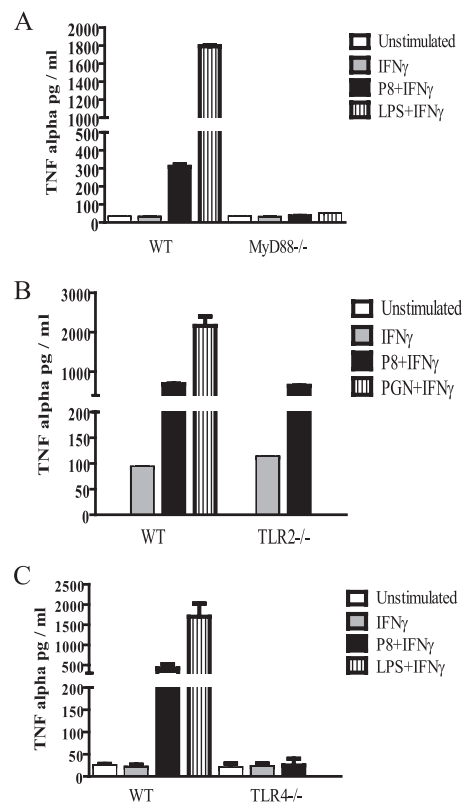 A
TNF alpha pg / ml
2000
1800
1600
1400
1200
1000
500
400
300
200
100
0
WT
MyD88-/-
Unstimulated
IFNγ
P8+IFNγ
LPS+IFNγ
B
TNF alpha pg / ml
3000
2000
1000
200
150
100
50
0
WT
TLR2-/-
Unstimulated
IFNγ
P8+IFNγ
PGN+IFNγ
C
TNF alpha pg / ml
2500
2000
1500
1000
500
200
150
100
50
0
WT
TLR4-/-
Unstimulated
IFNγ
P8+IFNγ
LPS+IFNγ